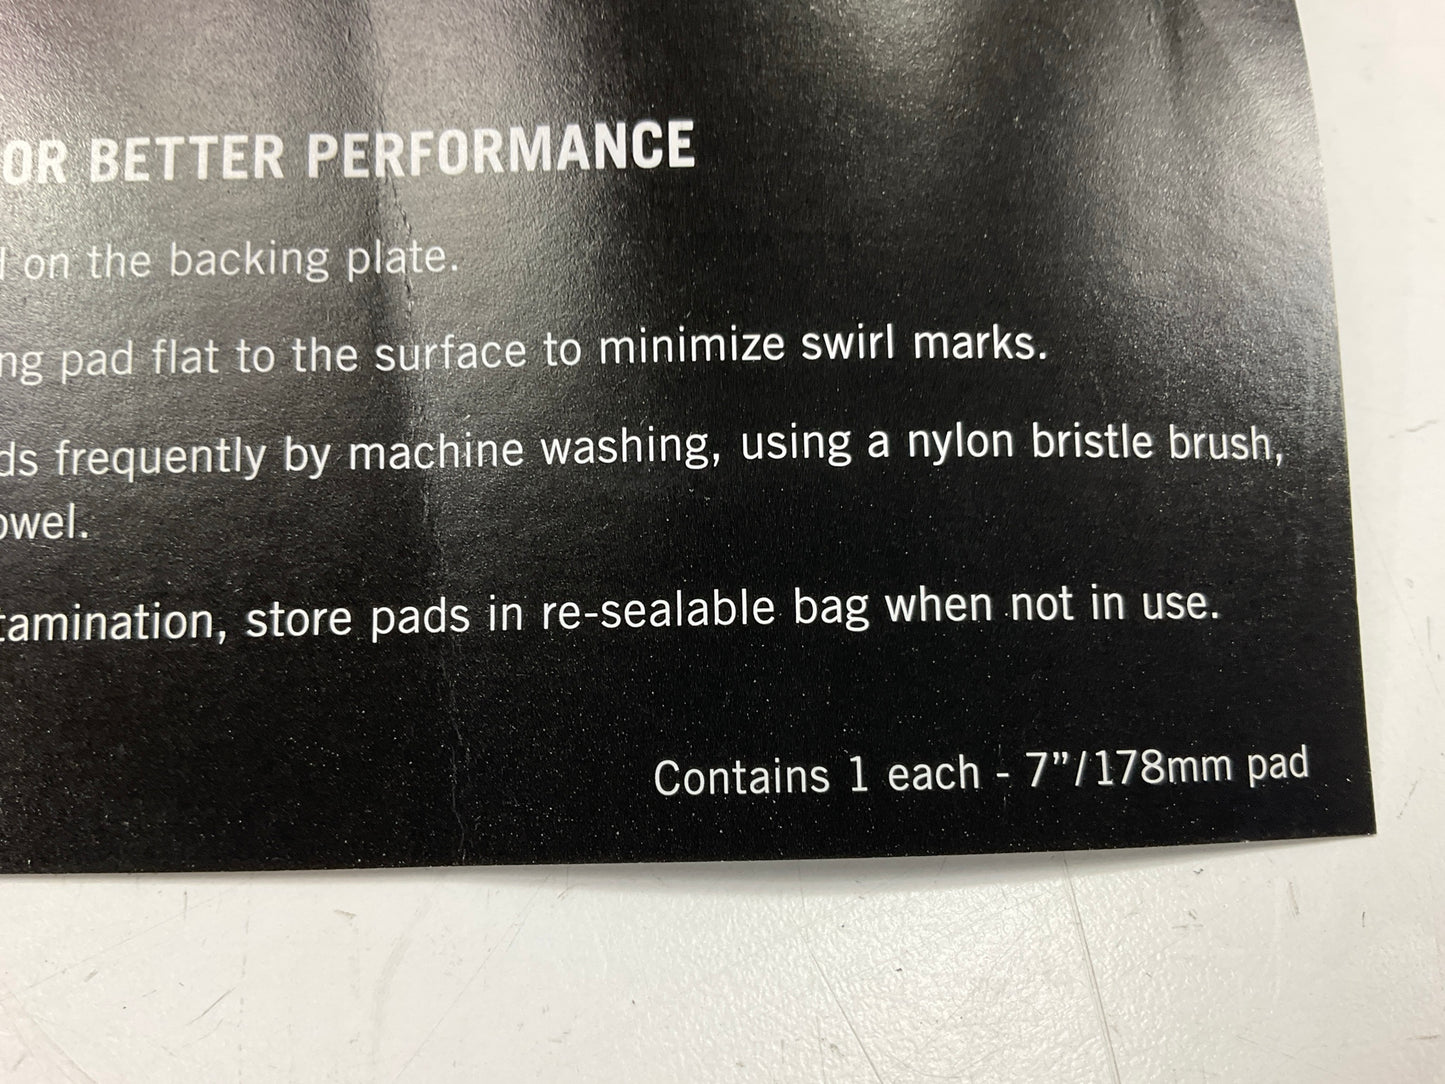 OR BETTER PERFORMANCE
on the backing plate.
ng pad flat to the surface to minimize swirl marks.
ds frequently by machine washing, using a nylon bristle brush,
owel.
tamination, store pads in re-sealable bag when not in use.
Contains 1 each - 7”/178mm pad